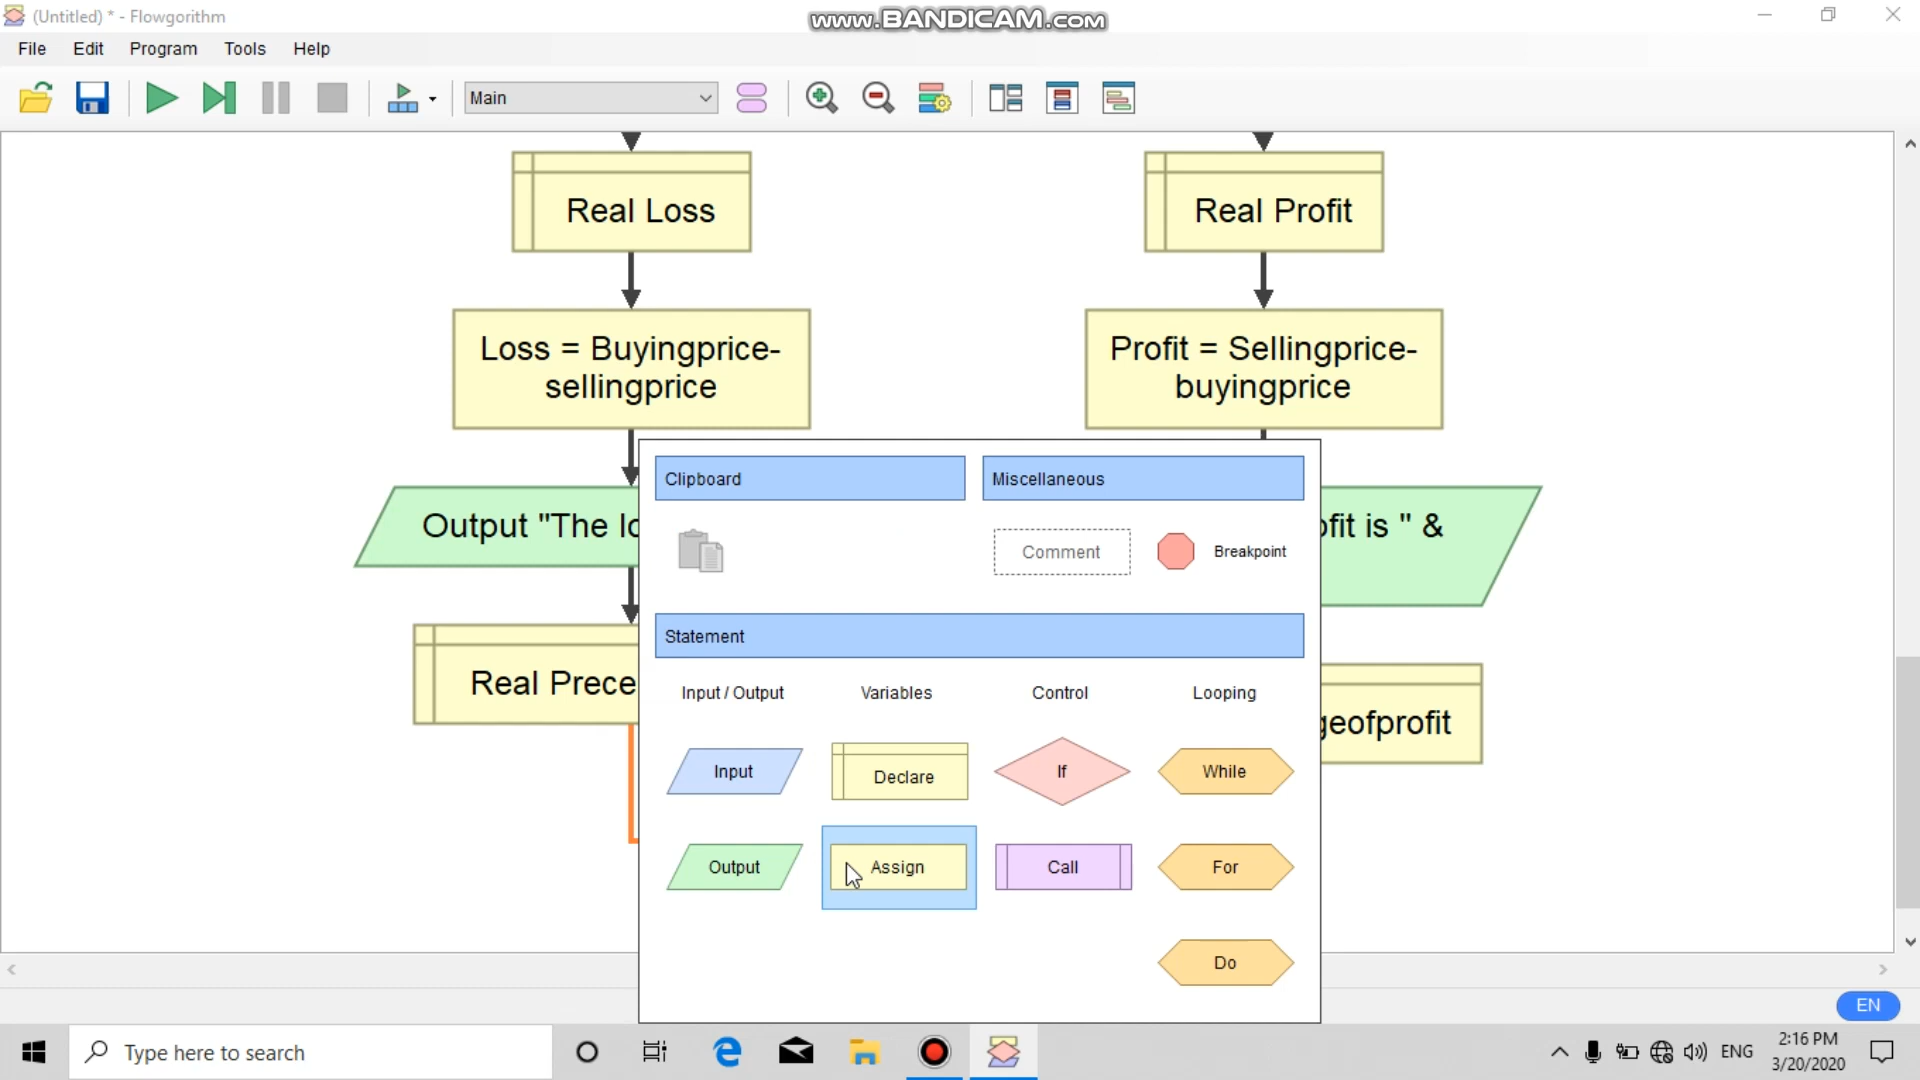 (Untitled) * - Flowgorithm
www.BANDICAM.com
File Edit Program Tools Help
Main
Real Loss
Real Profit
Loss = Buyingprice-
sellingprice
Profit = Sellingprice-
buyingprice
Output "The lo
ofit is " &
Real Prece
geofprofit
Clipboard
Miscellaneous
Comment
Breakpoint
Statement
Input / Output
Variables
Control
Looping
Input
Declare
If
While
Output
Assign
Call
For
Do
EN
Type here to search
ENG
2:16 PM
3/20/2020